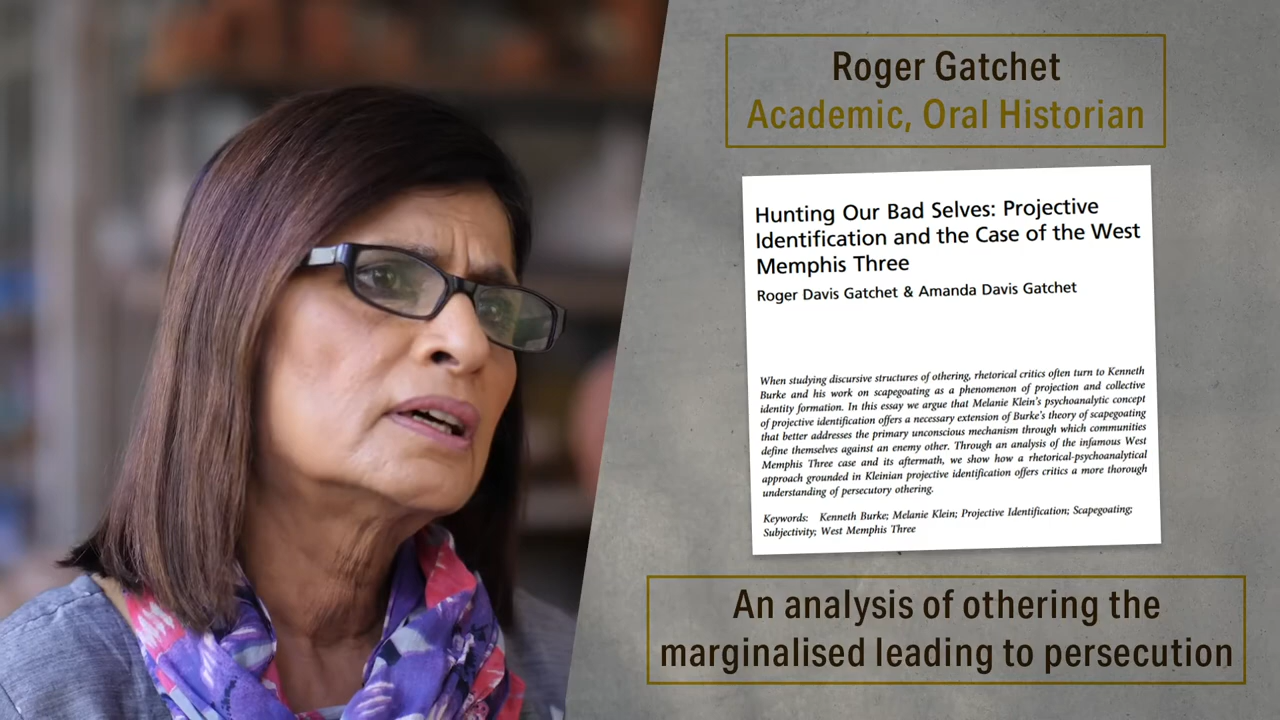 Roger Gatchet
Academic, Oral Historian
Hunting Our Bad Selves: Projective
Identification and the Case of the West
Memphis Three
Roger Davis Gatchet & Amanda Davis Gatchet
When studying discursive structures of othering, rhetorical critics often turn to Kenneth
Burke and his work on scapegoating as a phenomenon of projection and collective
identity formation. In this essay we argue that Melanie Klein's psychoanalytic concept
of projective identification offers a necessary extension of Burke's theory of scapegoating
that better addresses the primary unconscious mechanism through which communities
define themselves against an enemy other. Through an analysis of the infamous West
Memphis Three case and its aftermath, we show how a rhetorical-psychoanalytical
approach grounded in Kleinian projective identification offers critics a more thorough
understanding of persecutory othering.
Keywords: Kenneth Burke; Melanie Klein; Projective Identification; Scapegoating;
Subjectivity; West Memphis Three
An analysis of othering the
marginalised leading to persecution